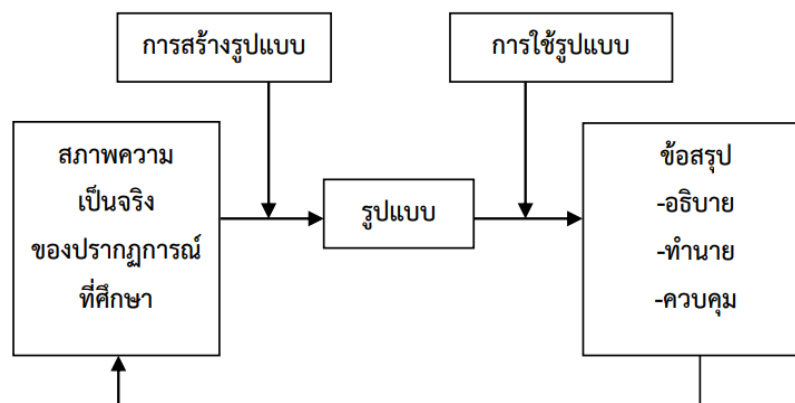 การสร้างรูปแบบ
การใช้รูปแบบ
สภาพความ
เป็นจริง
ของปรากฏการณ์
ที่ศึกษา
รูปแบบ
ข้อสรุป
-อธิบาย
-ทำนาย
-ควบคุม